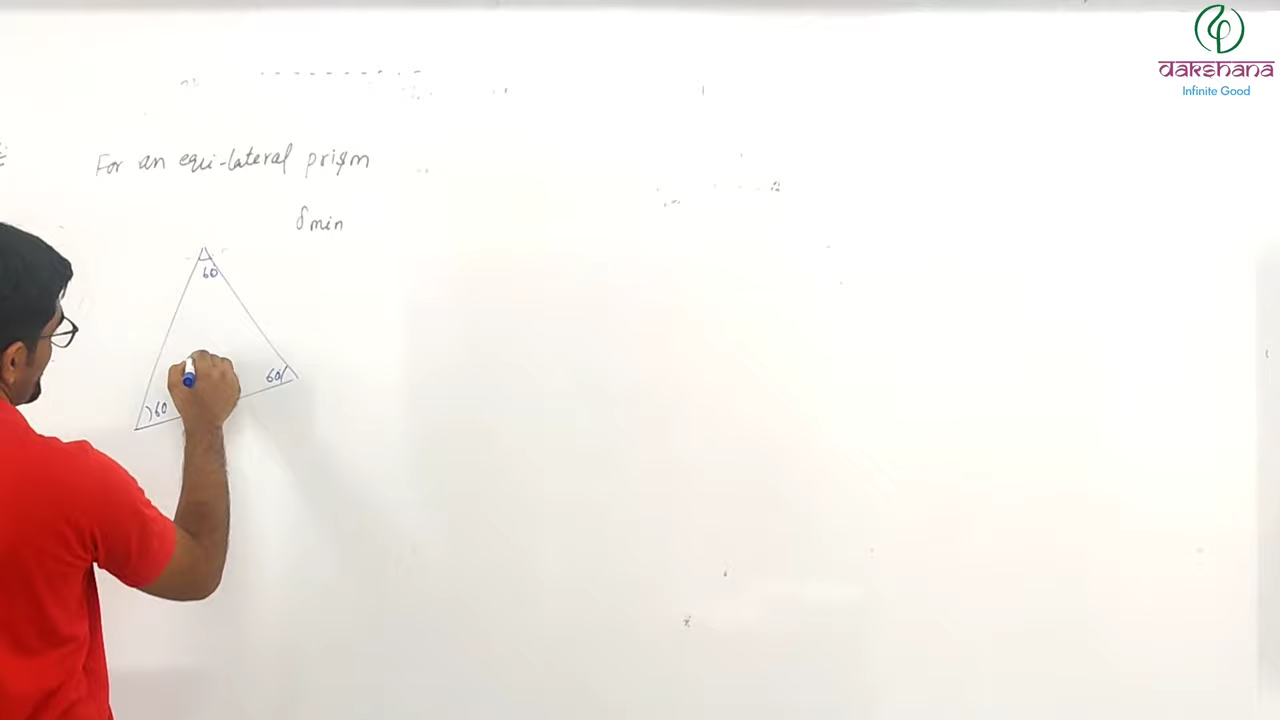 dakshana
Infinite Good
For an equi-lateral prism
δmin
60
60
60